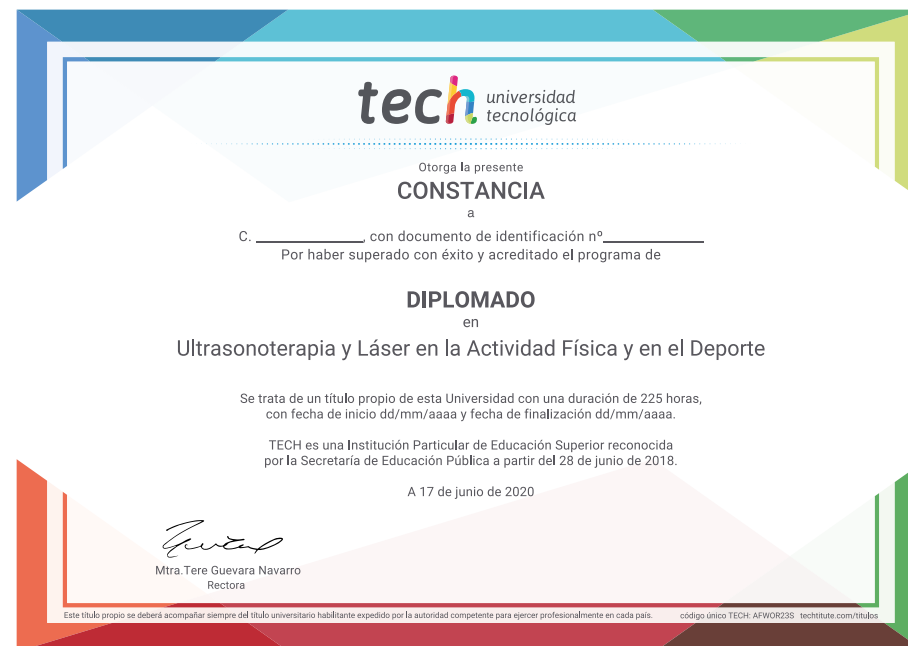 tech universidad
tecnológica
Otorga la presente
CONSTANCIA
a
C. ____________, con documento de identificación nº____________
Por haber superado con éxito y acreditado el programa de
DIPLOMADO
en
Ultrasonoterapia y Láser en la Actividad Física y en el Deporte
Se trata de un título propio de esta Universidad con una duración de 225 horas,
con fecha de inicio dd/mm/aaaa y fecha de finalización dd/mm/aaaa.
TECH es una Institución Particular de Educación Superior reconocida
por la Secretaría de Educación Pública a partir del 28 de junio de 2018.
A 17 de junio de 2020
Mtra.Tere Guevara Navarro
Rectora
Este título propio se deberá acompañar siempre del título universitario habilitante expedido por la autoridad competente para ejercer profesionalmente en cada país. código único TECH: AFWOR23S techtitute.com/titulos